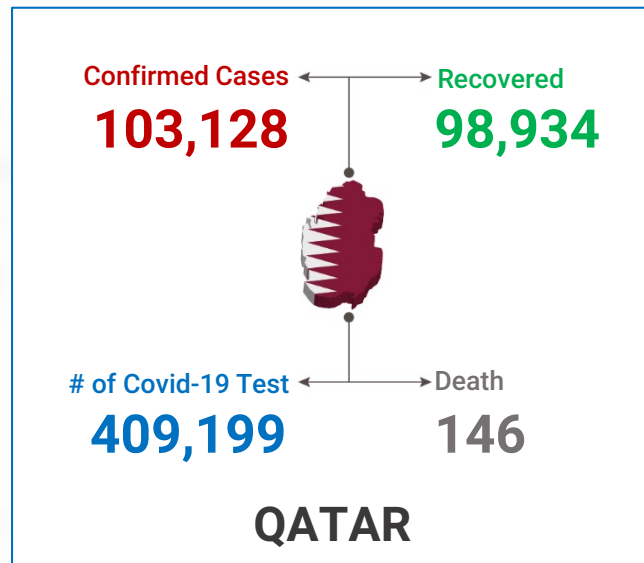 Confirmed Cases
103,128
Recovered
98,934
# of Covid-19 Test
409,199
Death
146
QATAR